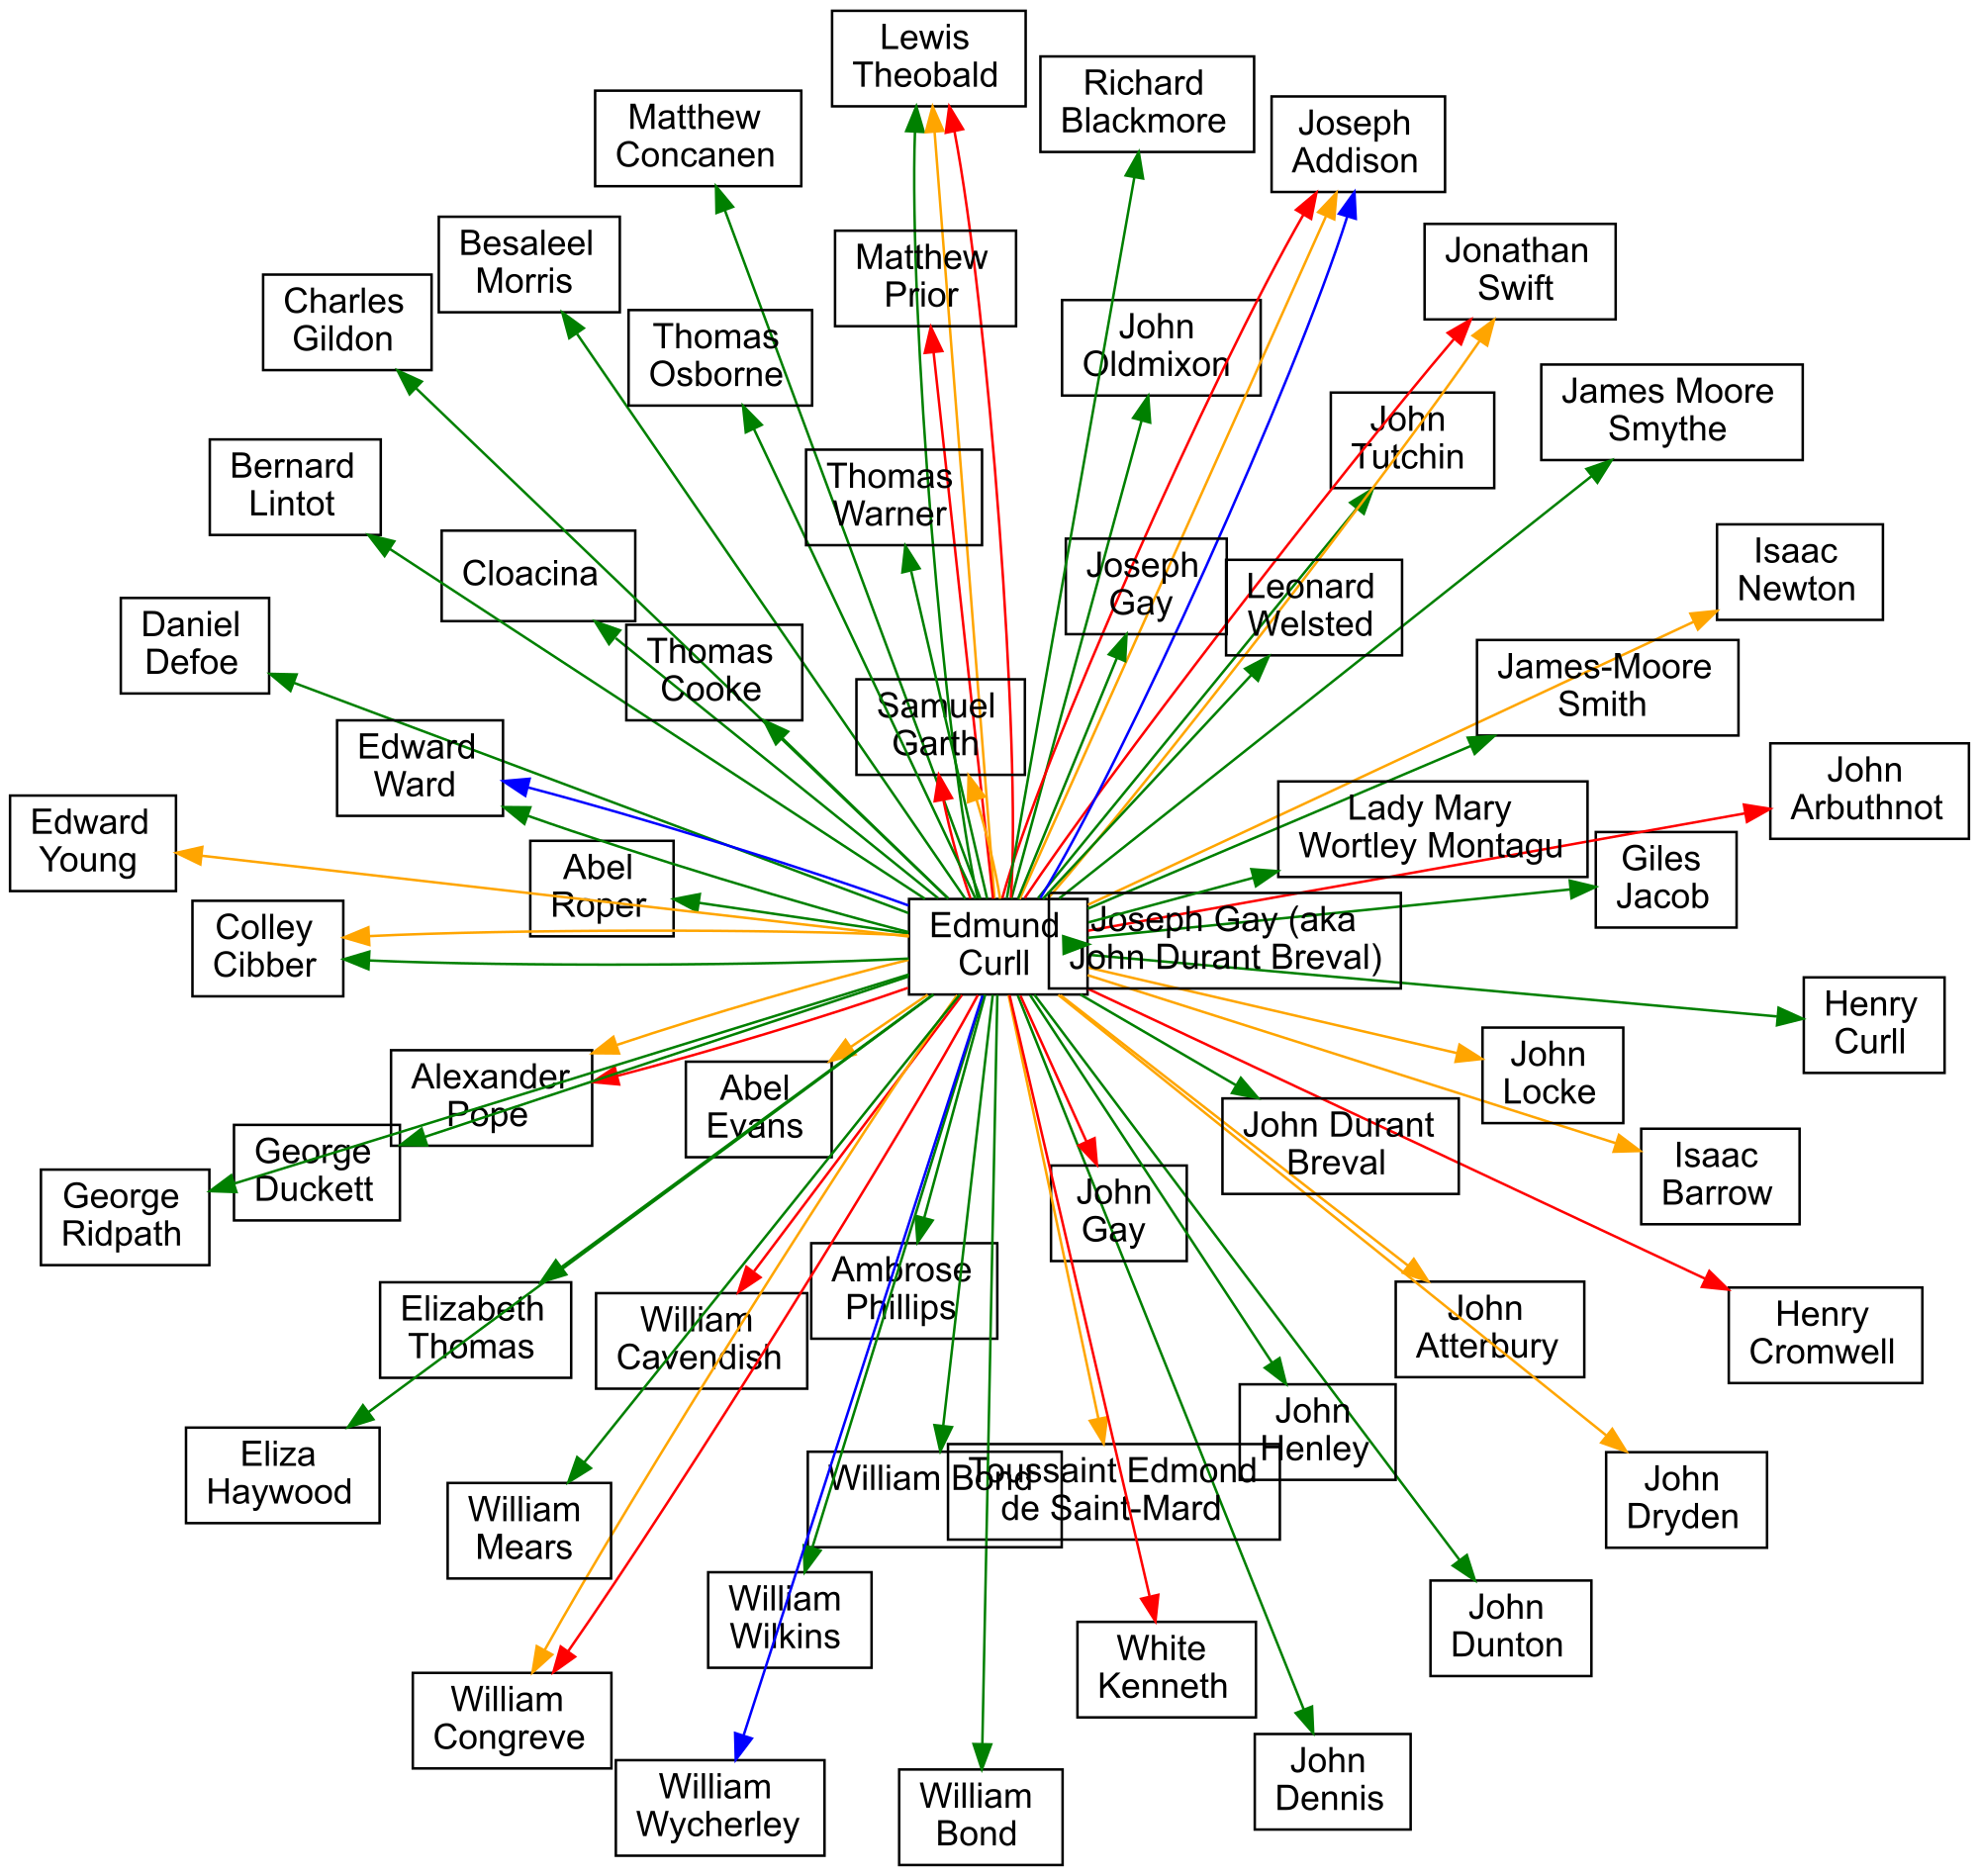 Lewis
Theobald
Richard
Blackmore
Matthew
Concanen
Joseph
Addison
Besaleel
Morris
Jonathan
Swift
Matthew
Prior
Charles
Gildon
John
Oldmixon
Thomas
Osborne
James Moore
Smythe
John
Tutchin
Bernard
Lintot
Thomas
Warner
Isaac
Newton
Cloacina
Joseph
Gay
Leonard
Welsted
Daniel
Defoe
Thomas
Cooke
James-Moore
Smith
Samuel
Garth
Edward
Ward
John
Arbuthnot
Lady Mary
Wortley Montagu
Edward
Young
Giles
Jacob
Abel
Roper
Colley
Cibber
Edmund
Curll
Joseph Gay (aka
John Durant Breval)
Henry
Curll
John
Locke
Alexander
Pope
Abel
Evans
John Durant
Breval
George
Duckett
Isaac
Barrow
George
Ridpath
John
Gay
Ambrose
Phillips
Elizabeth
Thomas
William
Cavendish
John
Atterbury
Henry
Cromwell
John
Henley
Eliza
Haywood
William Bond
Toussaint Edmond
de Saint-Mard
John
Dryden
William
Mears
William
Wilkins
John
Dunton
White
Kenneth
William
Congreve
John
Dennis
William
Wycherley
William
Bond